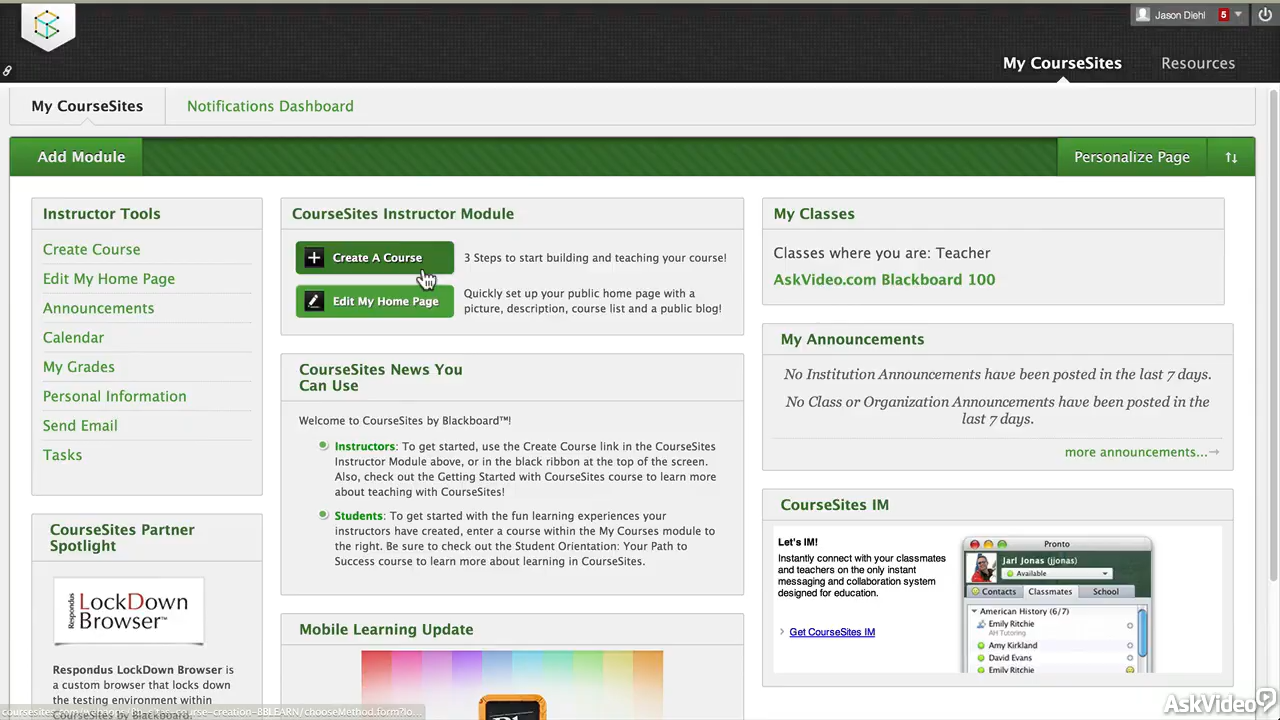 Jason Diehl 5
My CourseSites Resources
My CourseSites Notifications Dashboard
Add Module
Personalize Page
Instructor Tools
Create Course
Edit My Home Page
Announcements
Calendar
My Grades
Personal Information
Send Email
Tasks
CourseSites Partner
Spotlight
Respondus LockDown
Browser™
Respondus LockDown Browser is
a custom browser that locks down
the testing environment within
CourseSites Instructor Module
Create A Course
3 Steps to start building and teaching your course!
Edit My Home Page
Quickly set up your public home page with a
picture, description, course list and a public blog!
CourseSites News You
Can Use
Welcome to CourseSites by Blackboard™!
Instructors: To get started, use the Create Course link in the CourseSites
Instructor Module above, or in the black ribbon at the top of the screen.
Also, check out the Getting Started with CourseSites course to learn more
about teaching with CourseSites!
Students: To get started with the fun learning experiences your
instructors have created, enter a course within the My Courses module to
the right. Be sure to check out the Student Orientation: Your Path to
Success course to learn more about learning in CourseSites.
Mobile Learning Update
My Classes
Classes where you are: Teacher
AskVideo.com Blackboard 100
My Announcements
No Institution Announcements have been posted in the last 7 days.
No Class or Organization Announcements have been posted in the
last 7 days.
more announcements...→
CourseSites IM
Let's IM!
Instantly connect with your classmates
and teachers on the only instant
messaging and collaboration system
designed for education.
Get CourseSites IM
Pronto
Jarl Jonas (jjonas)
Available
Contacts Classmates School
American History (6/7)
Emily Ritchie
AH Tutoring
Amy Kirkland
David Evans
Emily Ritchie
AskVideo